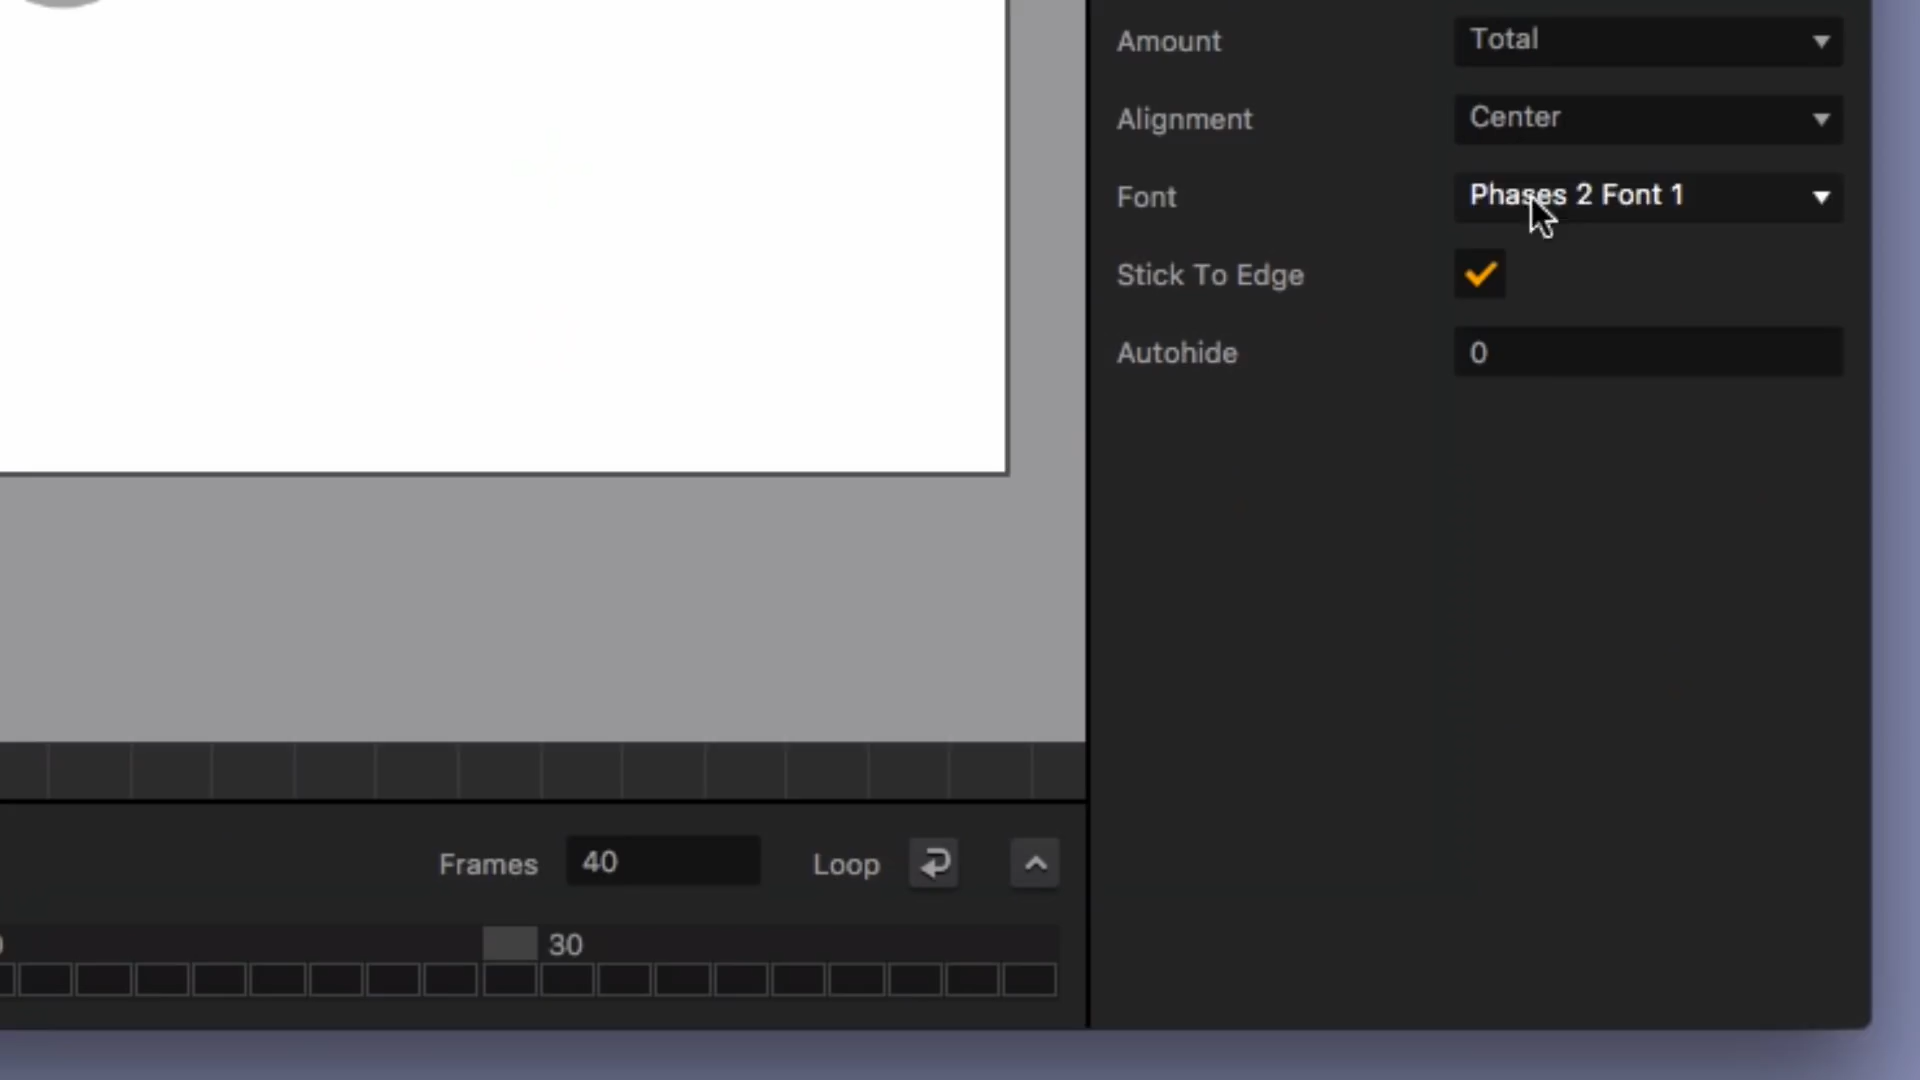 Amount Total
Alignment Center
Font Phases 2 Font 1
Stick To Edge
Autohide 0
Frames 40 Loop
30